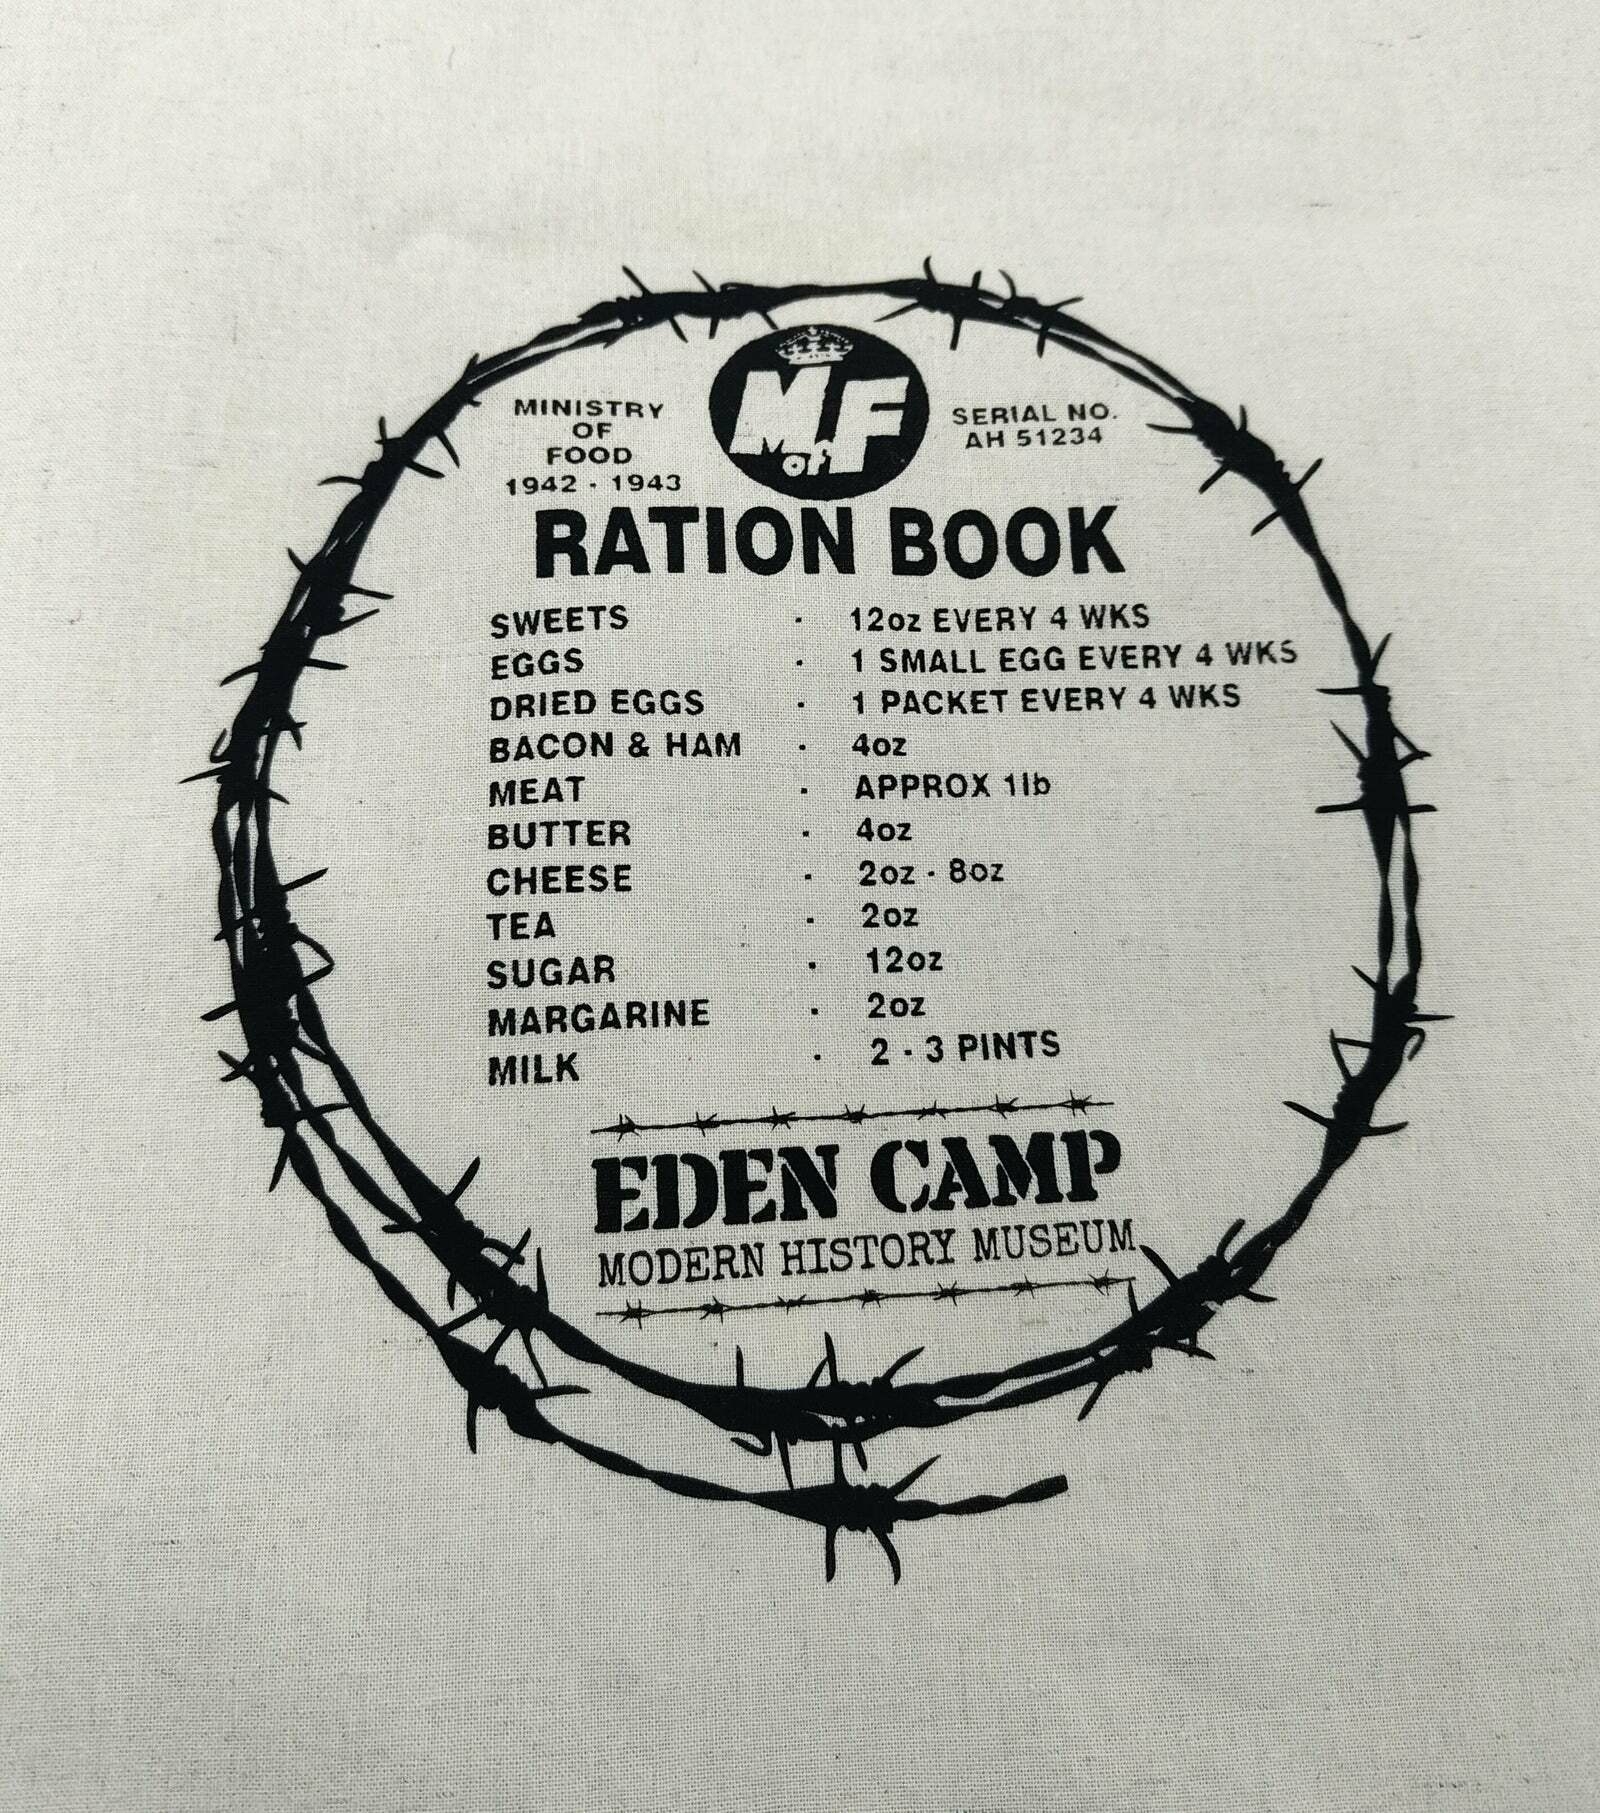 MINISTRY
OF
FOOD
1942 - 1943
M of F
SERIAL NO.
AH 51234
RATION BOOK
SWEETS - 12oz EVERY 4 WKS
EGGS - 1 SMALL EGG EVERY 4 WKS
DRIED EGGS - 1 PACKET EVERY 4 WKS
BACON & HAM - 4oz
MEAT - APPROX 1lb
BUTTER - 4oz
CHEESE - 2oz - 8oz
TEA - 2oz
SUGAR - 12oz
MARGARINE - 2oz
MILK - 2 - 3 PINTS
EDEN CAMP
MODERN HISTORY MUSEUM